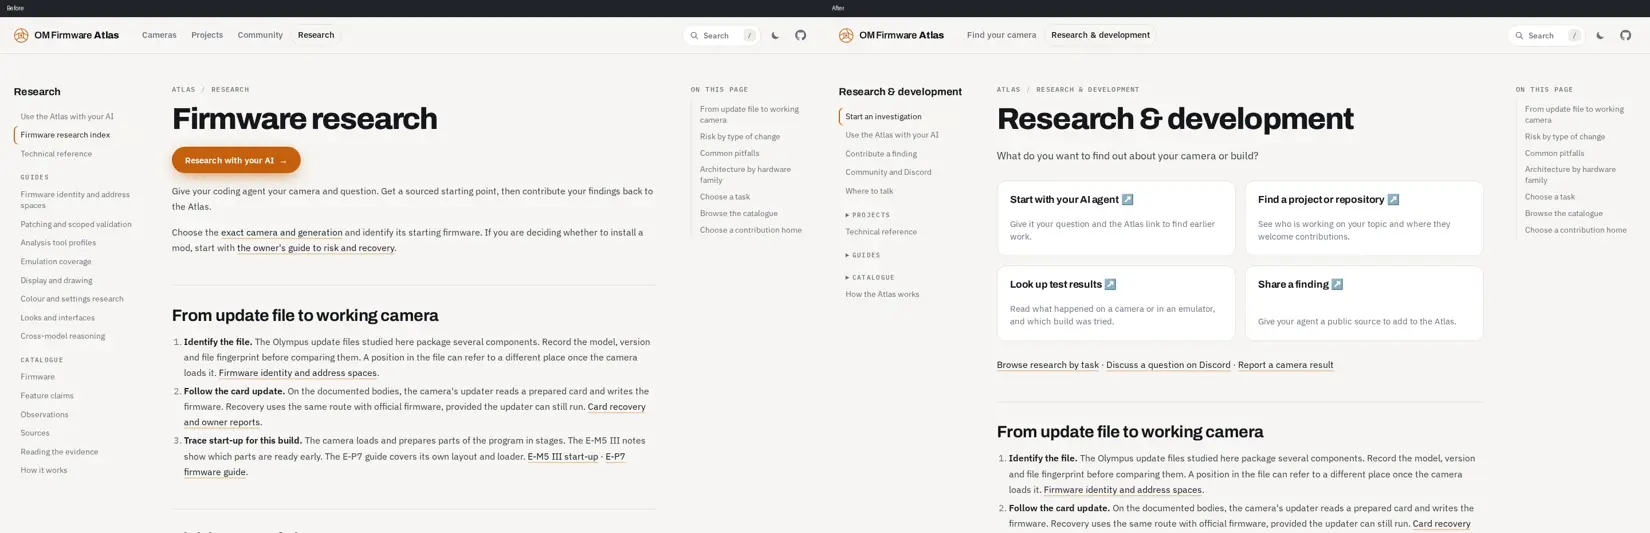 Before
OM Firmware Atlas
Cameras
Projects
Community
Research
Search
/
Research
Use the Atlas with your AI
Firmware research index
Technical reference
GUIDES
Firmware identity and address
spaces
Patching and scoped validation
Analysis tool profiles
Emulation coverage
Display and drawing
Colour and settings research
Looks and interfaces
Cross-model reasoning
CATALOGUE
Firmware
Feature claims
Observations
Sources
Reading the evidence
How it works
ATLAS / RESEARCH
Firmware research
Research with your AI →
Give your coding agent your camera and question. Get a sourced starting point, then contribute your findings back to
the Atlas.
Choose the exact camera and generation and identify its starting firmware. If you are deciding whether to install a
mod, start with the owner's guide to risk and recovery.
From update file to working camera
1. Identify the file. The Olympus update files studied here package several components. Record the model, version
and file fingerprint before comparing them. A position in the file can refer to a different place once the camera
loads it. Firmware identity and address spaces.
2. Follow the card update. On the documented bodies, the camera's updater reads a prepared card and writes the
firmware. Recovery uses the same route with official firmware, provided the updater can still run. Card recovery
and owner reports.
3. Trace start-up for this build. The camera loads and prepares parts of the program in stages. The E-M5 III notes
show which parts are ready early. The E-P7 guide covers its own layout and loader. E-M5 III start-up · E-P7
firmware guide.
ON THIS PAGE
From update file to working
camera
Risk by type of change
Common pitfalls
Architecture by hardware
family
Choose a task
Browse the catalogue
Choose a contribution home
After
OM Firmware Atlas
Find your camera
Research & development
Search
/
Research & development
Start an investigation
Use the Atlas with your AI
Contribute a finding
Community and Discord
Where to talk
▸ PROJECTS
Technical reference
▸ GUIDES
▸ CATALOGUE
How the Atlas works
ATLAS / RESEARCH & DEVELOPMENT
Research & development
What do you want to find out about your camera or build?
Start with your AI agent ↗
Give it your question and the Atlas link to find earlier
work.
Find a project or repository ↗
See who is working on your topic and where they
welcome contributions.
Look up test results ↗
Read what happened on a camera or in an emulator,
and which build was tried.
Share a finding ↗
Give your agent a public source to add to the Atlas.
Browse research by task · Discuss a question on Discord · Report a camera result
From update file to working camera
1. Identify the file. The Olympus update files studied here package several components. Record the model, version
and file fingerprint before comparing them. A position in the file can refer to a different place once the camera
loads it. Firmware identity and address spaces.
2. Follow the card update. On the documented bodies, the camera's updater reads a prepared card and writes the
firmware. Recovery uses the same route with official firmware, provided the updater can still run. Card recovery
ON THIS PAGE
From update file to working
camera
Risk by type of change
Common pitfalls
Architecture by hardware
family
Choose a task
Browse the catalogue
Choose a contribution home